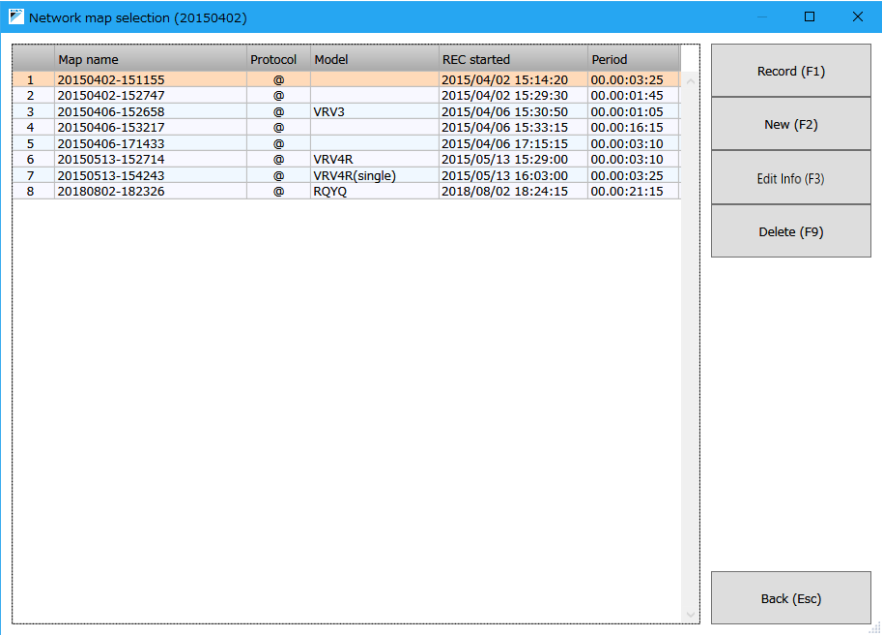 Network map selection (20150402)
Map name Protocol Model REC started Period
1 20150402-151155 @ 2015/04/02 15:14:20 00.00:03:25
2 20150402-152747 @ 2015/04/02 15:29:30 00.00:01:45
3 20150406-152658 @ VRV3 2015/04/06 15:30:50 00.00:01:05
4 20150406-153217 @ 2015/04/06 15:33:15 00.00:16:15
5 20150406-171433 @ 2015/04/06 17:15:15 00.00:03:10
6 20150513-152714 @ VRV4R 2015/05/13 15:29:00 00.00:03:10
7 20150513-154243 @ VRV4R(single) 2015/05/13 16:03:00 00.00:03:25
8 20180802-182326 @ RQYQ 2018/08/02 18:24:15 00.00:21:15
Record (F1)
New (F2)
Edit Info (F3)
Delete (F9)
Back (Esc)